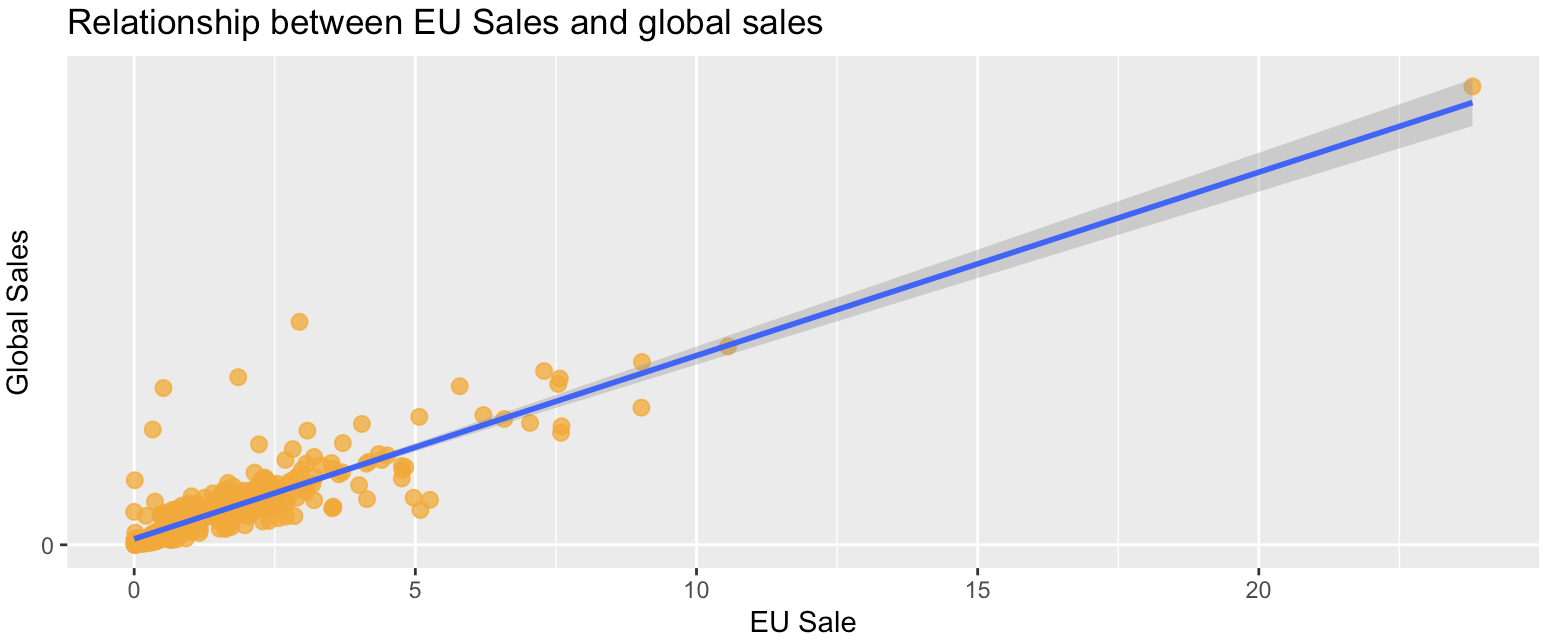 Relationship between EU Sales and global sales
Global Sales
0
0 5 10 15 20
EU Sale